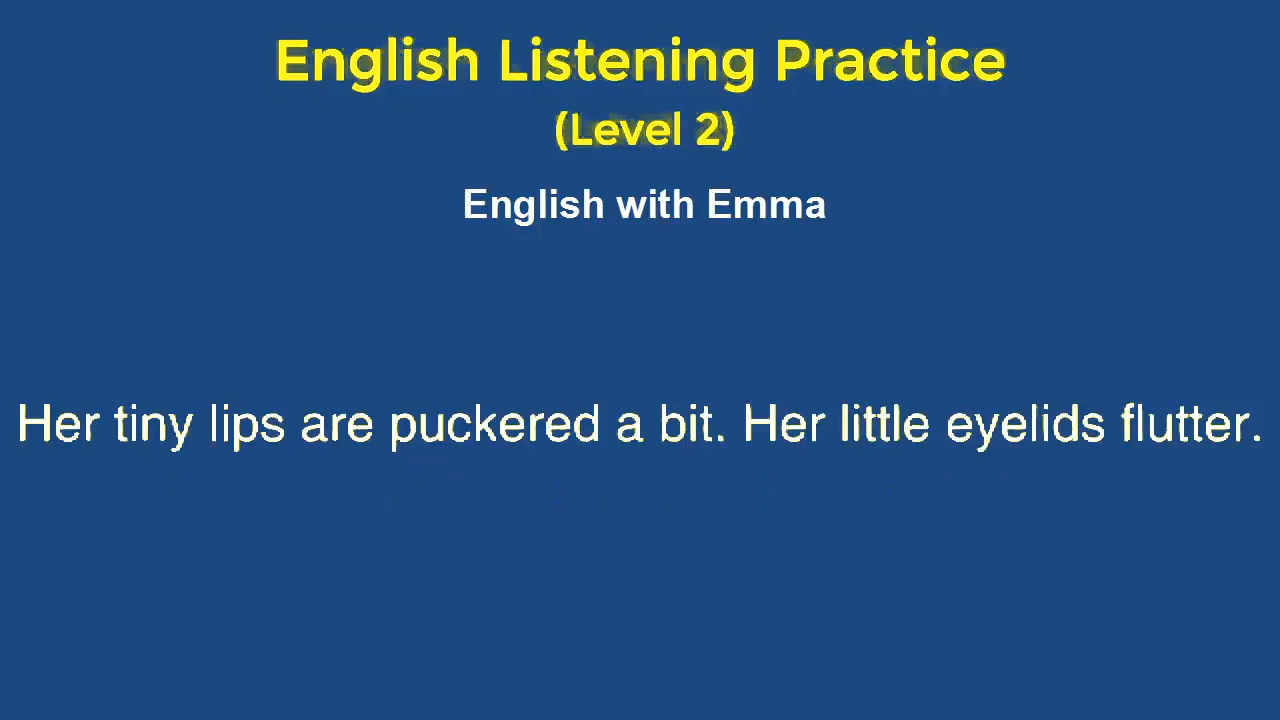 English Listening Practice
(Level 2)
English with Emma
Her tiny lips are puckered a bit. Her little eyelids flutter.